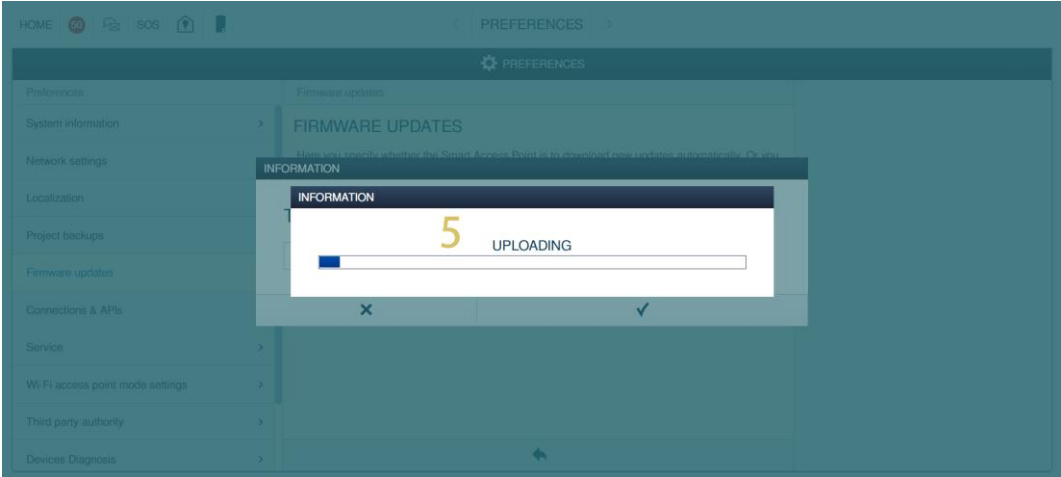 HOME 50 SOS PREFERENCES
PREFERENCES
Preferences
Firmware updates
System information
FIRMWARE UPDATES
Here you specify whether the Smart Access Point is to download new updates automatically. Or you
Network settings
INFORMATION
Localization
INFORMATION
T
5
Project backups
UPLOADING
Firmware updates
Connections & APIs
Service
Wi-Fi access point mode settings
Third party authority
Devices Diagnosis